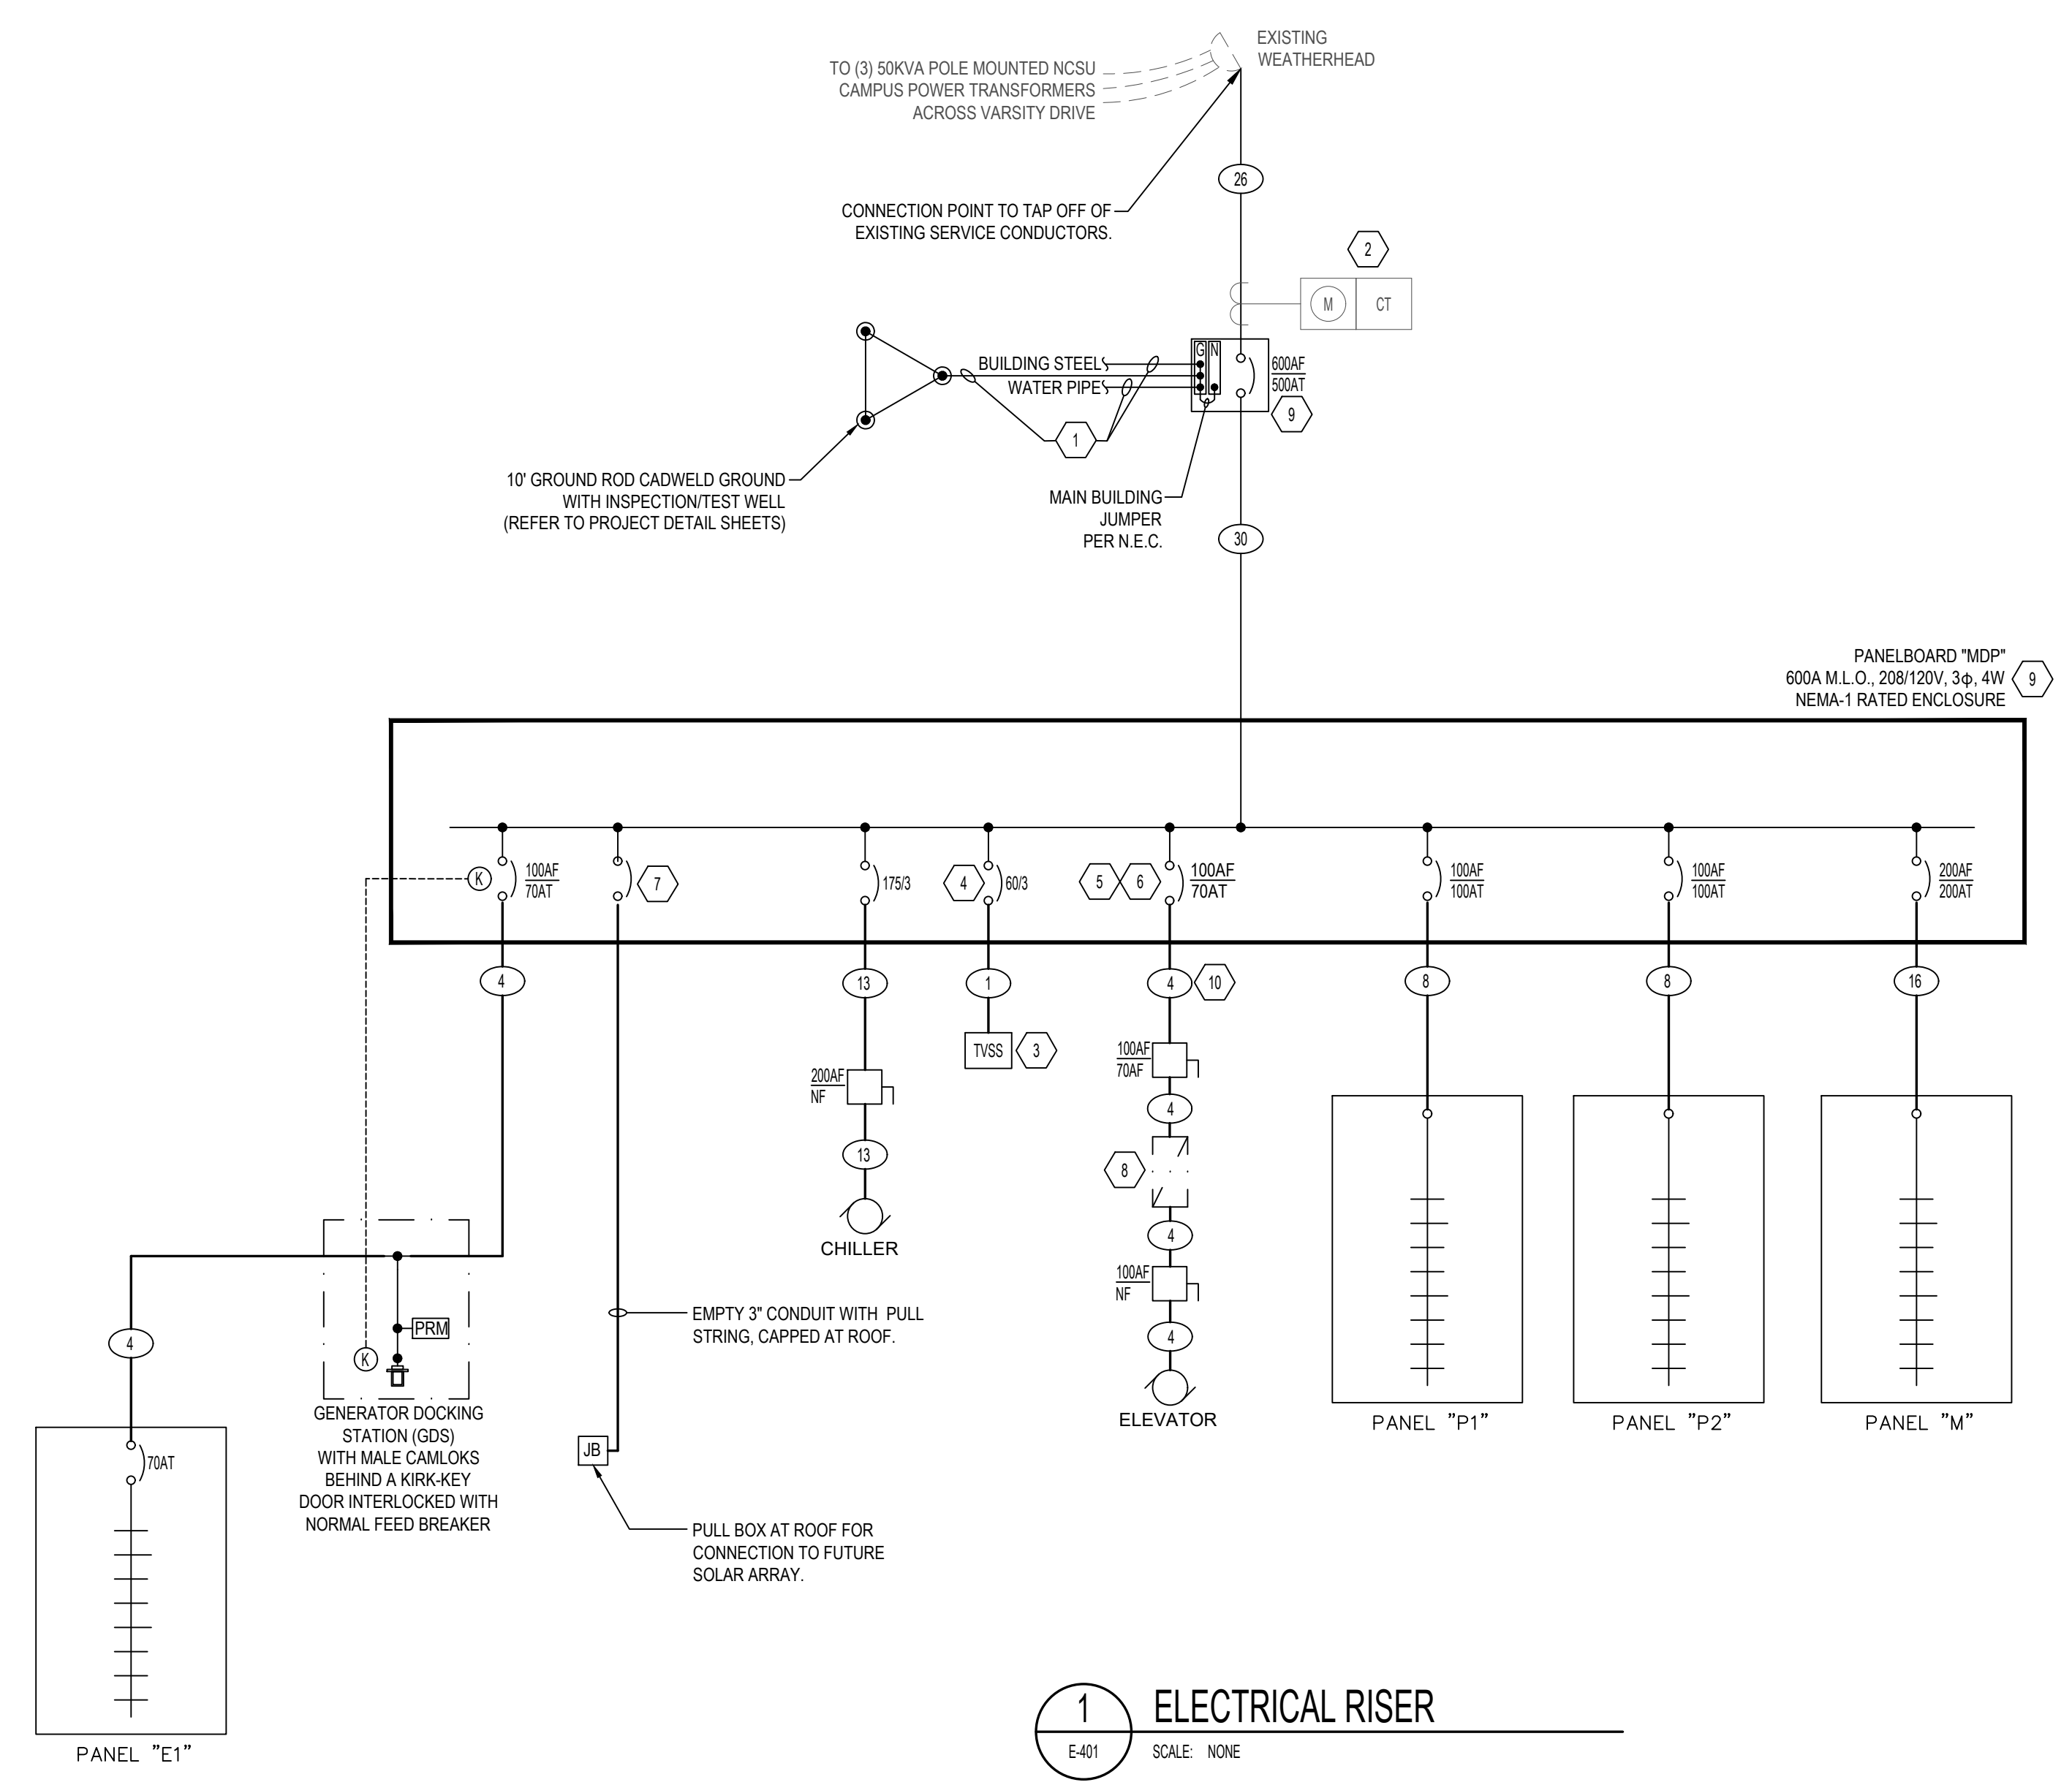 EXISTING
WEATHERHEAD
TO (3) 50KVA POLE MOUNTED NCSU
CAMPUS POWER TRANSFORMERS
ACROSS VARSITY DRIVE
26
CONNECTION POINT TO TAP OFF OF
EXISTING SERVICE CONDUCTORS.
2
M
CT
G
N
BUILDING STEEL
WATER PIPE
600AF
500AT
9
1
10' GROUND ROD CADWELD GROUND
WITH INSPECTION/TEST WELL
(REFER TO PROJECT DETAIL SHEETS)
MAIN BUILDING
JUMPER
PER N.E.C.
30
PANELBOARD "MDP"
600A M.L.O., 208/120V, 3ϕ, 4W
NEMA-1 RATED ENCLOSURE
9
K
100AF
70AT
7
175/3
4
60/3
5
6
100AF
70AT
100AF
100AT
100AF
100AT
200AF
200AT
4
13
1
4
10
8
8
16
TVSS
3
100AF
70AF
200AF
NF
4
13
8
CHILLER
4
100AF
NF
4
ELEVATOR
EMPTY 3" CONDUIT WITH PULL
STRING, CAPPED AT ROOF.
4
PRM
K
GENERATOR DOCKING
STATION (GDS)
WITH MALE CAMLOKS
BEHIND A KIRK-KEY
DOOR INTERLOCKED WITH
NORMAL FEED BREAKER
PANEL "P1"
PANEL "P2"
PANEL "M"
JB
70AT
PULL BOX AT ROOF FOR
CONNECTION TO FUTURE
SOLAR ARRAY.
PANEL "E1"
1
E-401
ELECTRICAL RISER
SCALE: NONE